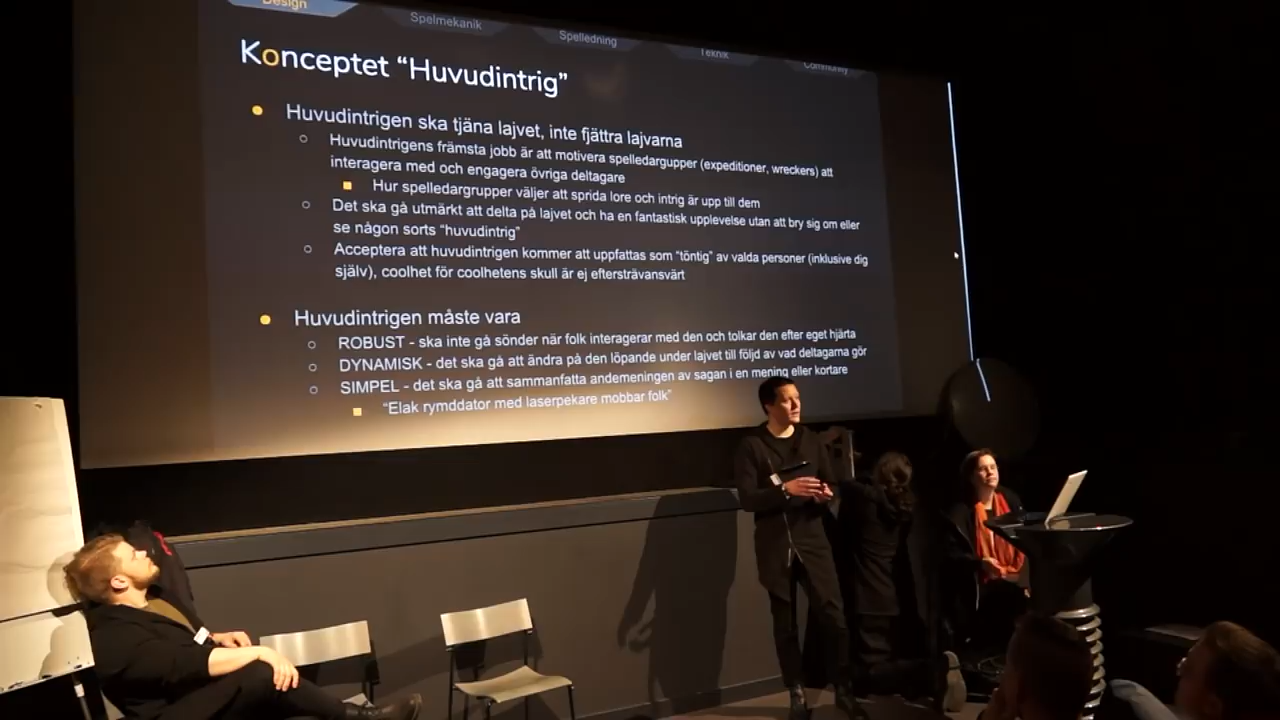 Design
Spelmekanik
Spelledning
Teknik
Community
Konceptet “Huvudintrig”
Huvudintrigen ska tjäna lajvet, inte fjättra lajvarna
Huvudintrigens främsta jobb är att motivera spelledargupper (expeditioner, wreckers) att
interagera med och engagera övriga deltagare
Hur spelledargrupper väljer att sprida lore och intrig är upp till dem
Det ska gå utmärkt att delta på lajvet och ha en fantastisk upplevelse utan att bry sig om eller
se någon sorts “huvudintrig”
Acceptera att huvudintrigen kommer att uppfattas som “töntig” av valda personer (inklusive dig
själv), coolhet för coolhetens skull är ej eftersträvansvärt
Huvudintrigen måste vara
ROBUST - ska inte gå sönder när folk interagerar med den och tolkar den efter eget hjärta
DYNAMISK - det ska gå att ändra på den löpande under lajvet till följd av vad deltagarna gör
SIMPEL - det ska gå att sammanfatta andemeningen av sagan i en mening eller kortare
“Elak rymddator med laserpekare mobbar folk”